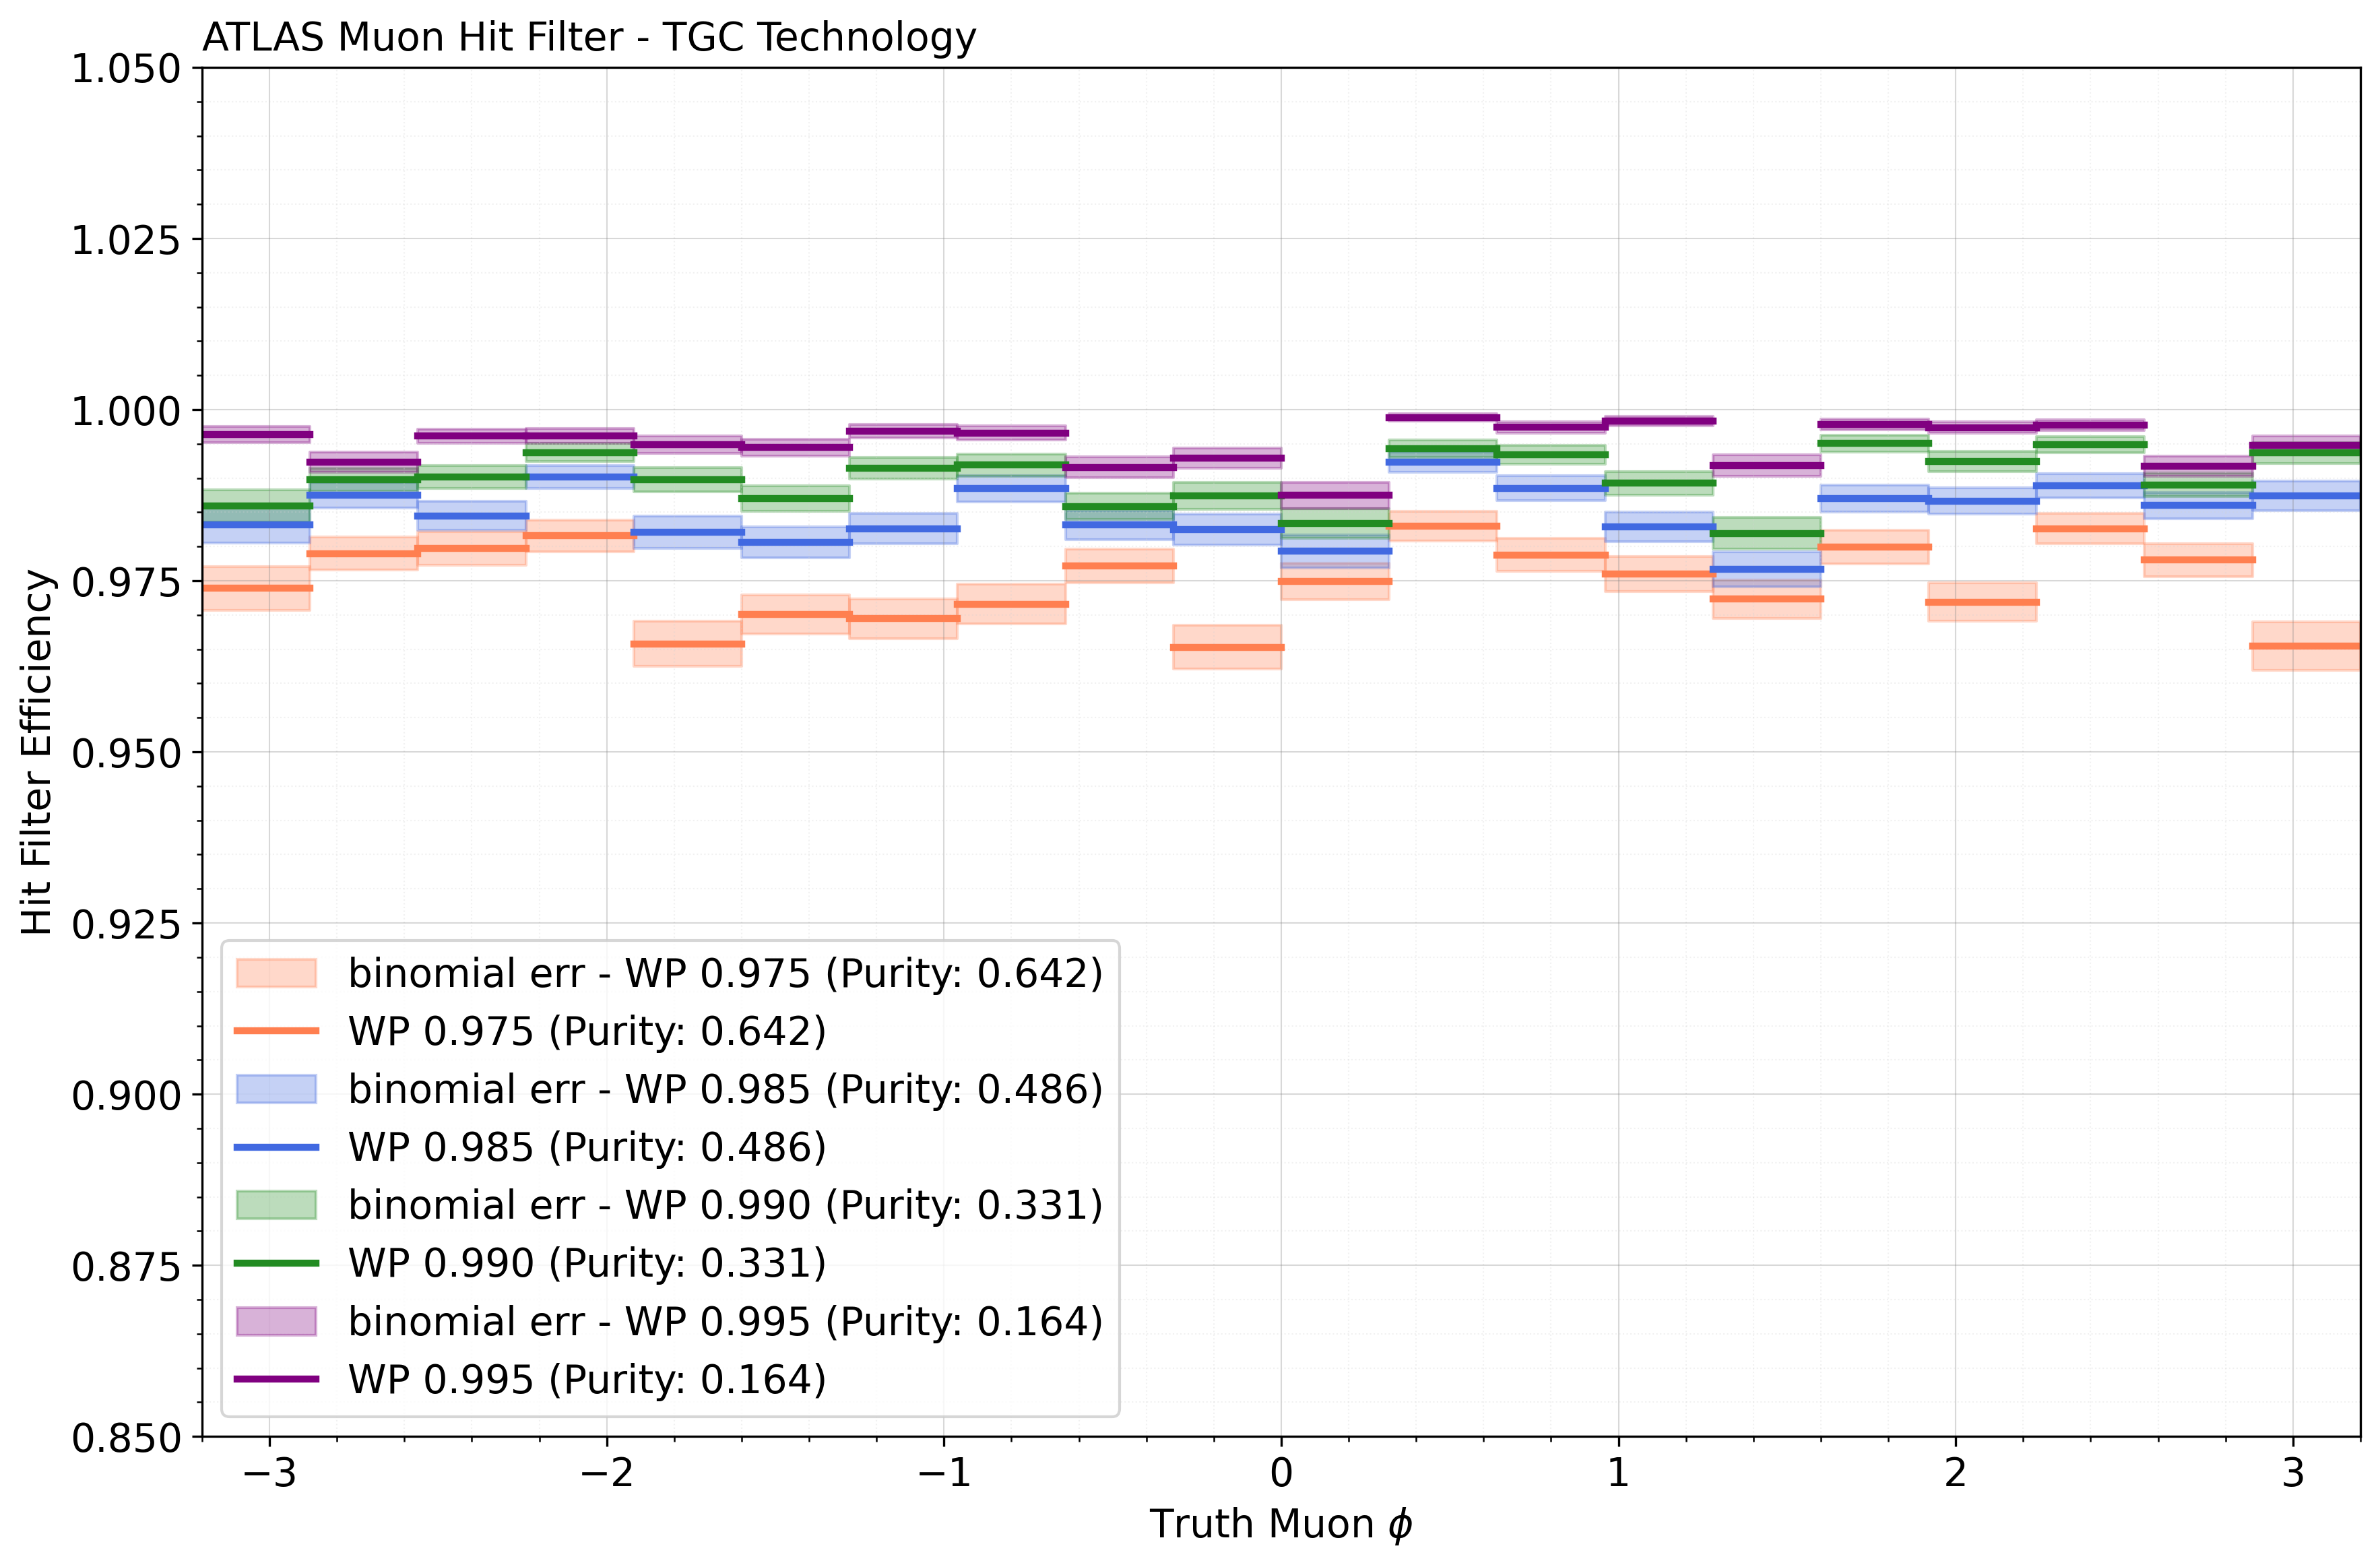 ATLAS Muon Hit Filter - TGC Technology
1.050
1.025
1.000
0.975
0.950
0.925
0.900
0.875
0.850
Hit Filter Efficiency
binomial err - WP 0.975 (Purity: 0.642)
WP 0.975 (Purity: 0.642)
binomial err - WP 0.985 (Purity: 0.486)
WP 0.985 (Purity: 0.486)
binomial err - WP 0.990 (Purity: 0.331)
WP 0.990 (Purity: 0.331)
binomial err - WP 0.995 (Purity: 0.164)
WP 0.995 (Purity: 0.164)
−3 −2 −1 0 1 2 3
Truth Muon ϕ